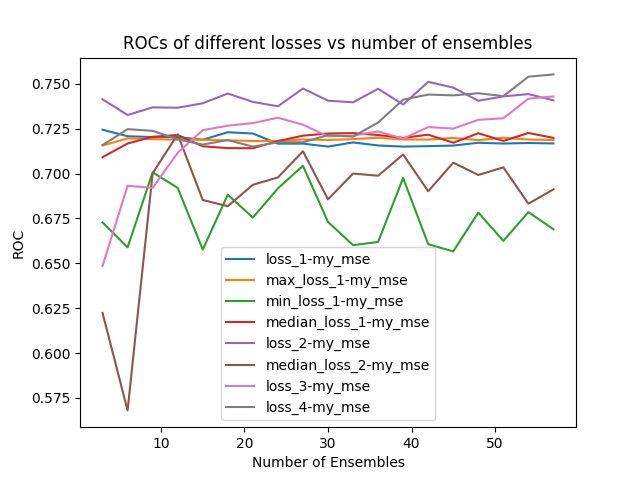 ROCs of different losses vs number of ensembles
ROC
0.750
0.725
0.700
0.675
0.650
0.625
0.600
0.575
loss_1-my_mse
max_loss_1-my_mse
min_loss_1-my_mse
median_loss_1-my_mse
loss_2-my_mse
median_loss_2-my_mse
loss_3-my_mse
loss_4-my_mse
10
20
30
40
50
Number of Ensembles